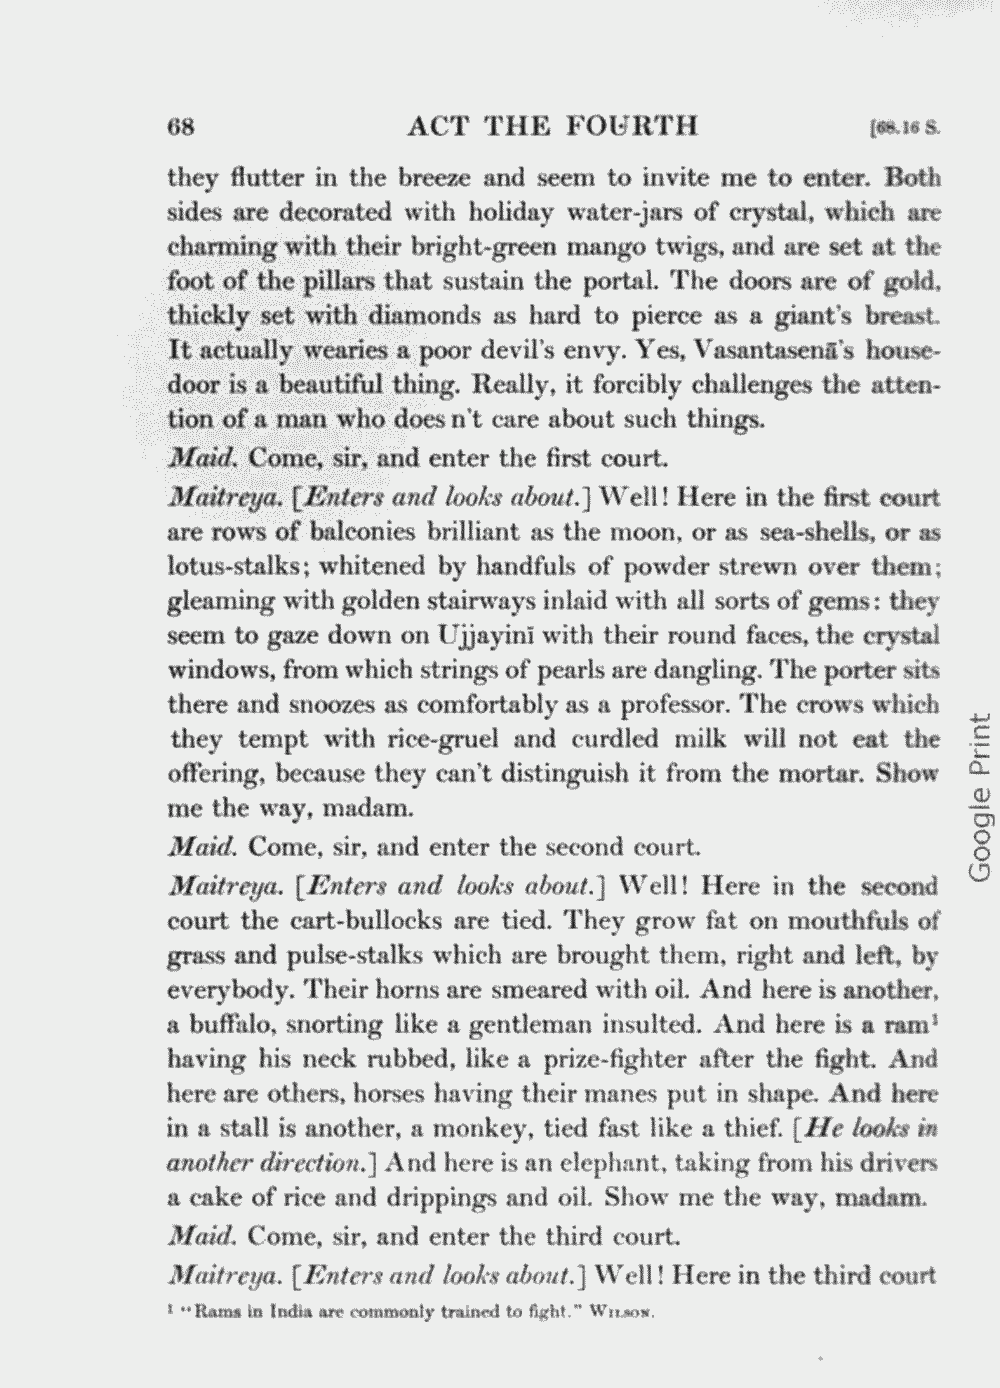 68 ACT THE FOURTH [68.16 S.
they flutter in the breeze and seem to invite me to enter. Both
sides are decorated with holiday water-jars of crystal, which are
charming with their bright-green mango twigs, and are set at the
foot of the pillars that sustain the portal. The doors are of gold,
thickly set with diamonds as hard to pierce as a giant's breast.
It actually wearies a poor devil's envy. Yes, Vasantasenā's house-
door is a beautiful thing. Really, it forcibly challenges the atten-
tion of a man who does n't care about such things.
Maid. Come, sir, and enter the first court.
Maitreya. [Enters and looks about.] Well! Here in the first court
are rows of balconies brilliant as the moon, or as sea-shells, or as
lotus-stalks; whitened by handfuls of powder strewn over them;
gleaming with golden stairways inlaid with all sorts of gems: they
seem to gaze down on Ujjayinī with their round faces, the crystal
windows, from which strings of pearls are dangling. The porter sits
there and snoozes as comfortably as a professor. The crows which
they tempt with rice-gruel and curdled milk will not eat the
offering, because they can't distinguish it from the mortar. Show
me the way, madam.
Maid. Come, sir, and enter the second court.
Maitreya. [Enters and looks about.] Well! Here in the second
court the cart-bullocks are tied. They grow fat on mouthfuls of
grass and pulse-stalks which are brought them, right and left, by
everybody. Their horns are smeared with oil. And here is another,
a buffalo, snorting like a gentleman insulted. And here is a ram¹
having his neck rubbed, like a prize-fighter after the fight. And
here are others, horses having their manes put in shape. And here
in a stall is another, a monkey, tied fast like a thief. [He looks in
another direction.] And here is an elephant, taking from his drivers
a cake of rice and drippings and oil. Show me the way, madam.
Maid. Come, sir, and enter the third court.
Maitreya. [Enters and looks about.] Well! Here in the third court
¹ "Rams in India are commonly trained to fight." WILSON.
Google Print